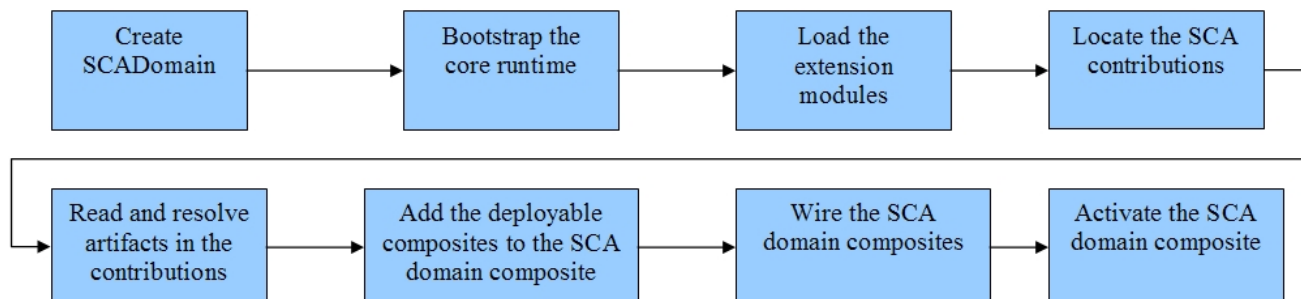 Create
SCADomain
Bootstrap the
core runtime
Load the
extension
modules
Locate the SCA
contributions
Read and resolve
artifacts in the
contributions
Add the deployable
composites to the SCA
domain composite
Wire the SCA
domain composites
Activate the SCA
domain composite